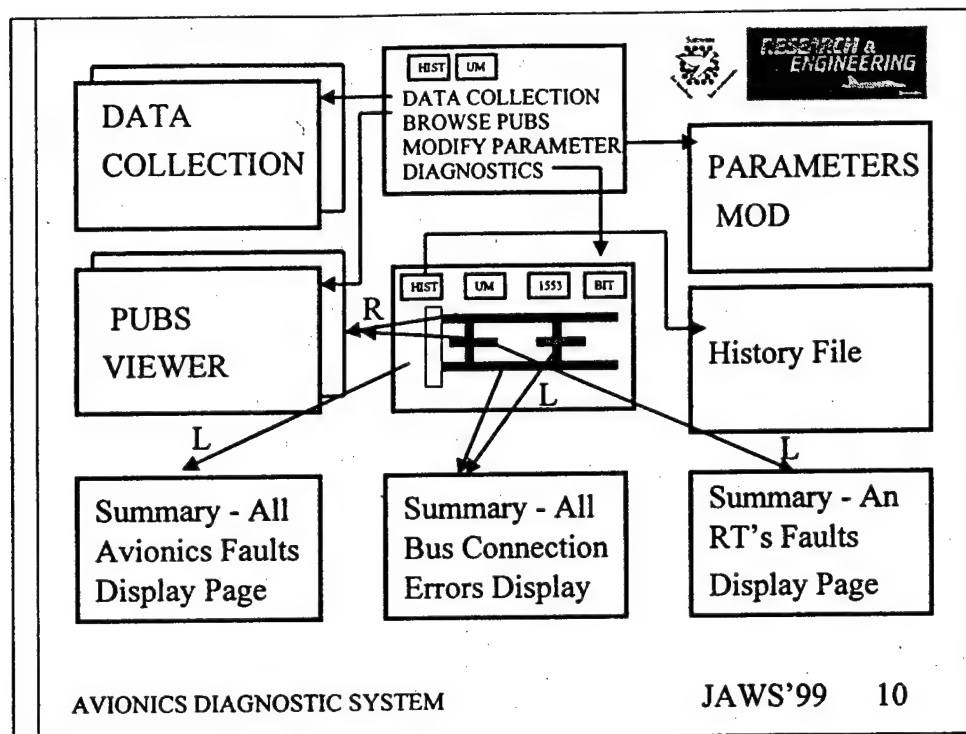 HIST UM
DATA COLLECTION
BROWSE PUBS
MODIFY PARAMETER
DIAGNOSTICS
RESEARCH &
ENGINEERING
DATA
COLLECTION
PARAMETERS
MOD
PUBS
VIEWER
R
HIST UM 1553 BIT
L
History File
L
L
Summary - All
Avionics Faults
Display Page
Summary - All
Bus Connection
Errors Display
Summary - An
RT's Faults
Display Page
AVIONICS DIAGNOSTIC SYSTEM
JAWS'99 10